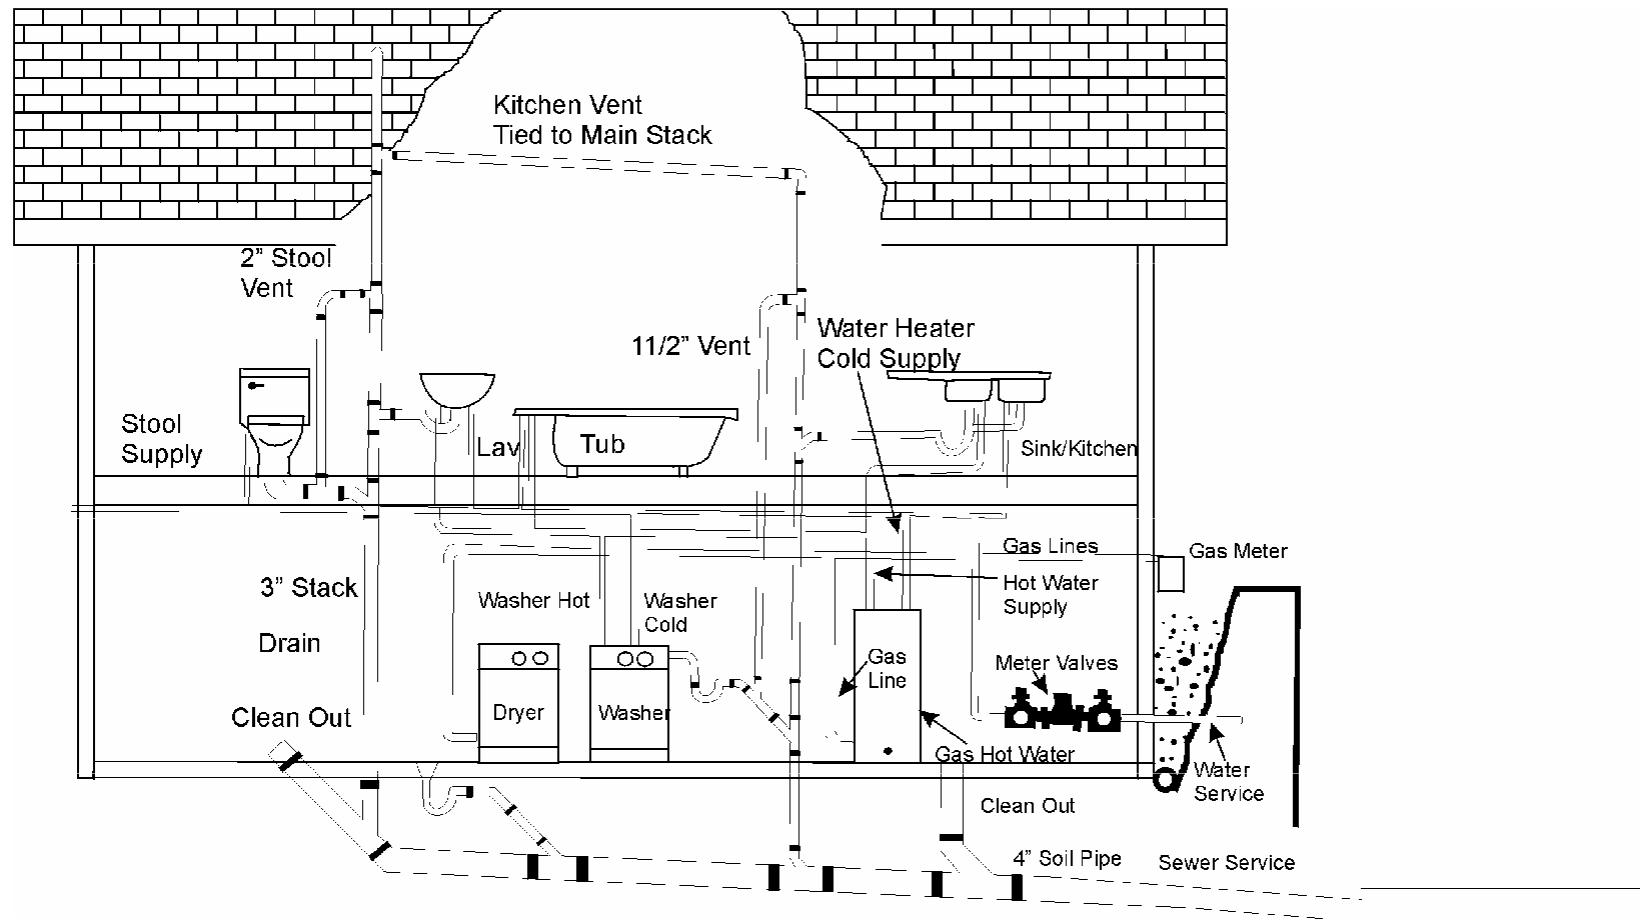 Kitchen Vent
Tied to Main Stack
2” Stool
Vent
11/2” Vent
Water Heater
Cold Supply
Stool
Supply
Lav
Tub
Sink/Kitchen
Gas Lines
Gas Meter
3” Stack
Washer Hot
Washer
Cold
Hot Water
Supply
Drain
Gas
Line
Meter Valves
Clean Out
Dryer
Washer
Gas Hot Water
Water
Service
Clean Out
4” Soil Pipe
Sewer Service